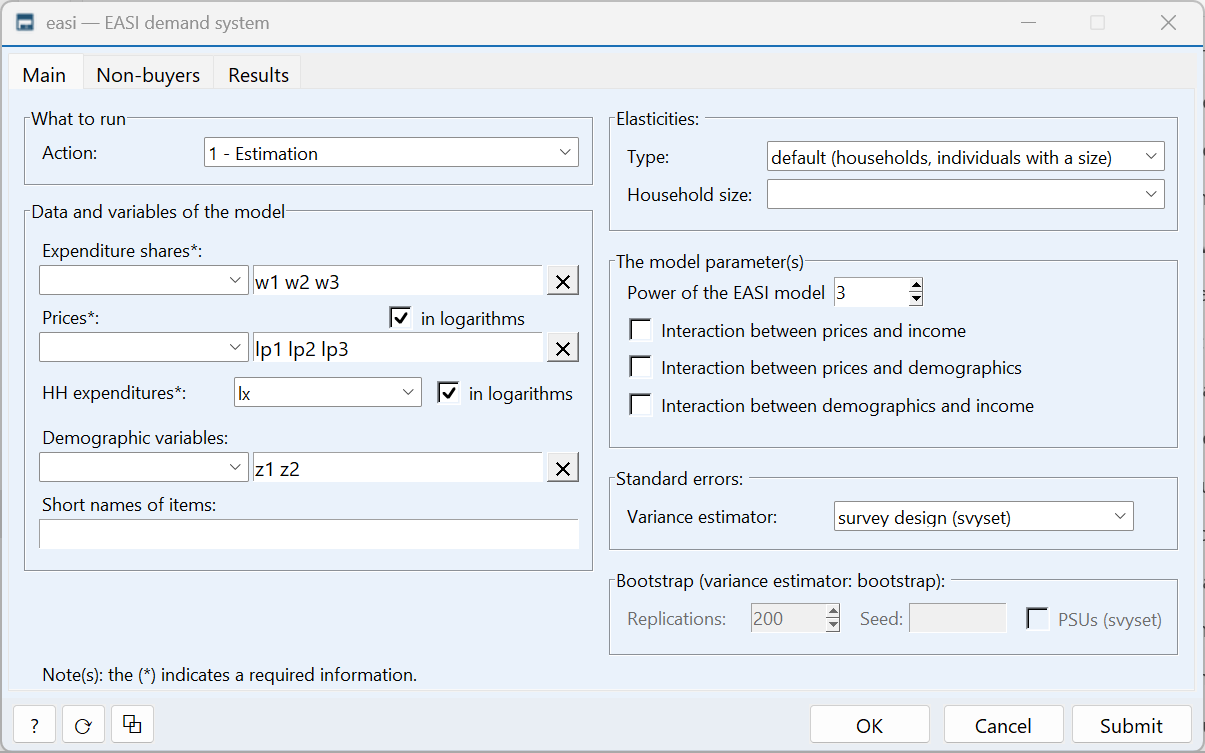 easi — EASI demand system
Main Non-buyers Results
What to run
Action: 1 - Estimation
Data and variables of the model
Expenditure shares*:
w1 w2 w3
Prices*: in logarithms
lp1 lp2 lp3
HH expenditures*: lx in logarithms
Demographic variables:
z1 z2
Short names of items:
Elasticities:
Type: default (households, individuals with a size)
Household size:
The model parameter(s)
Power of the EASI model 3
Interaction between prices and income
Interaction between prices and demographics
Interaction between demographics and income
Standard errors:
Variance estimator: survey design (svyset)
Bootstrap (variance estimator: bootstrap):
Replications: 200 Seed: PSUs (svyset)
Note(s): the (*) indicates a required information.
? OK Cancel Submit